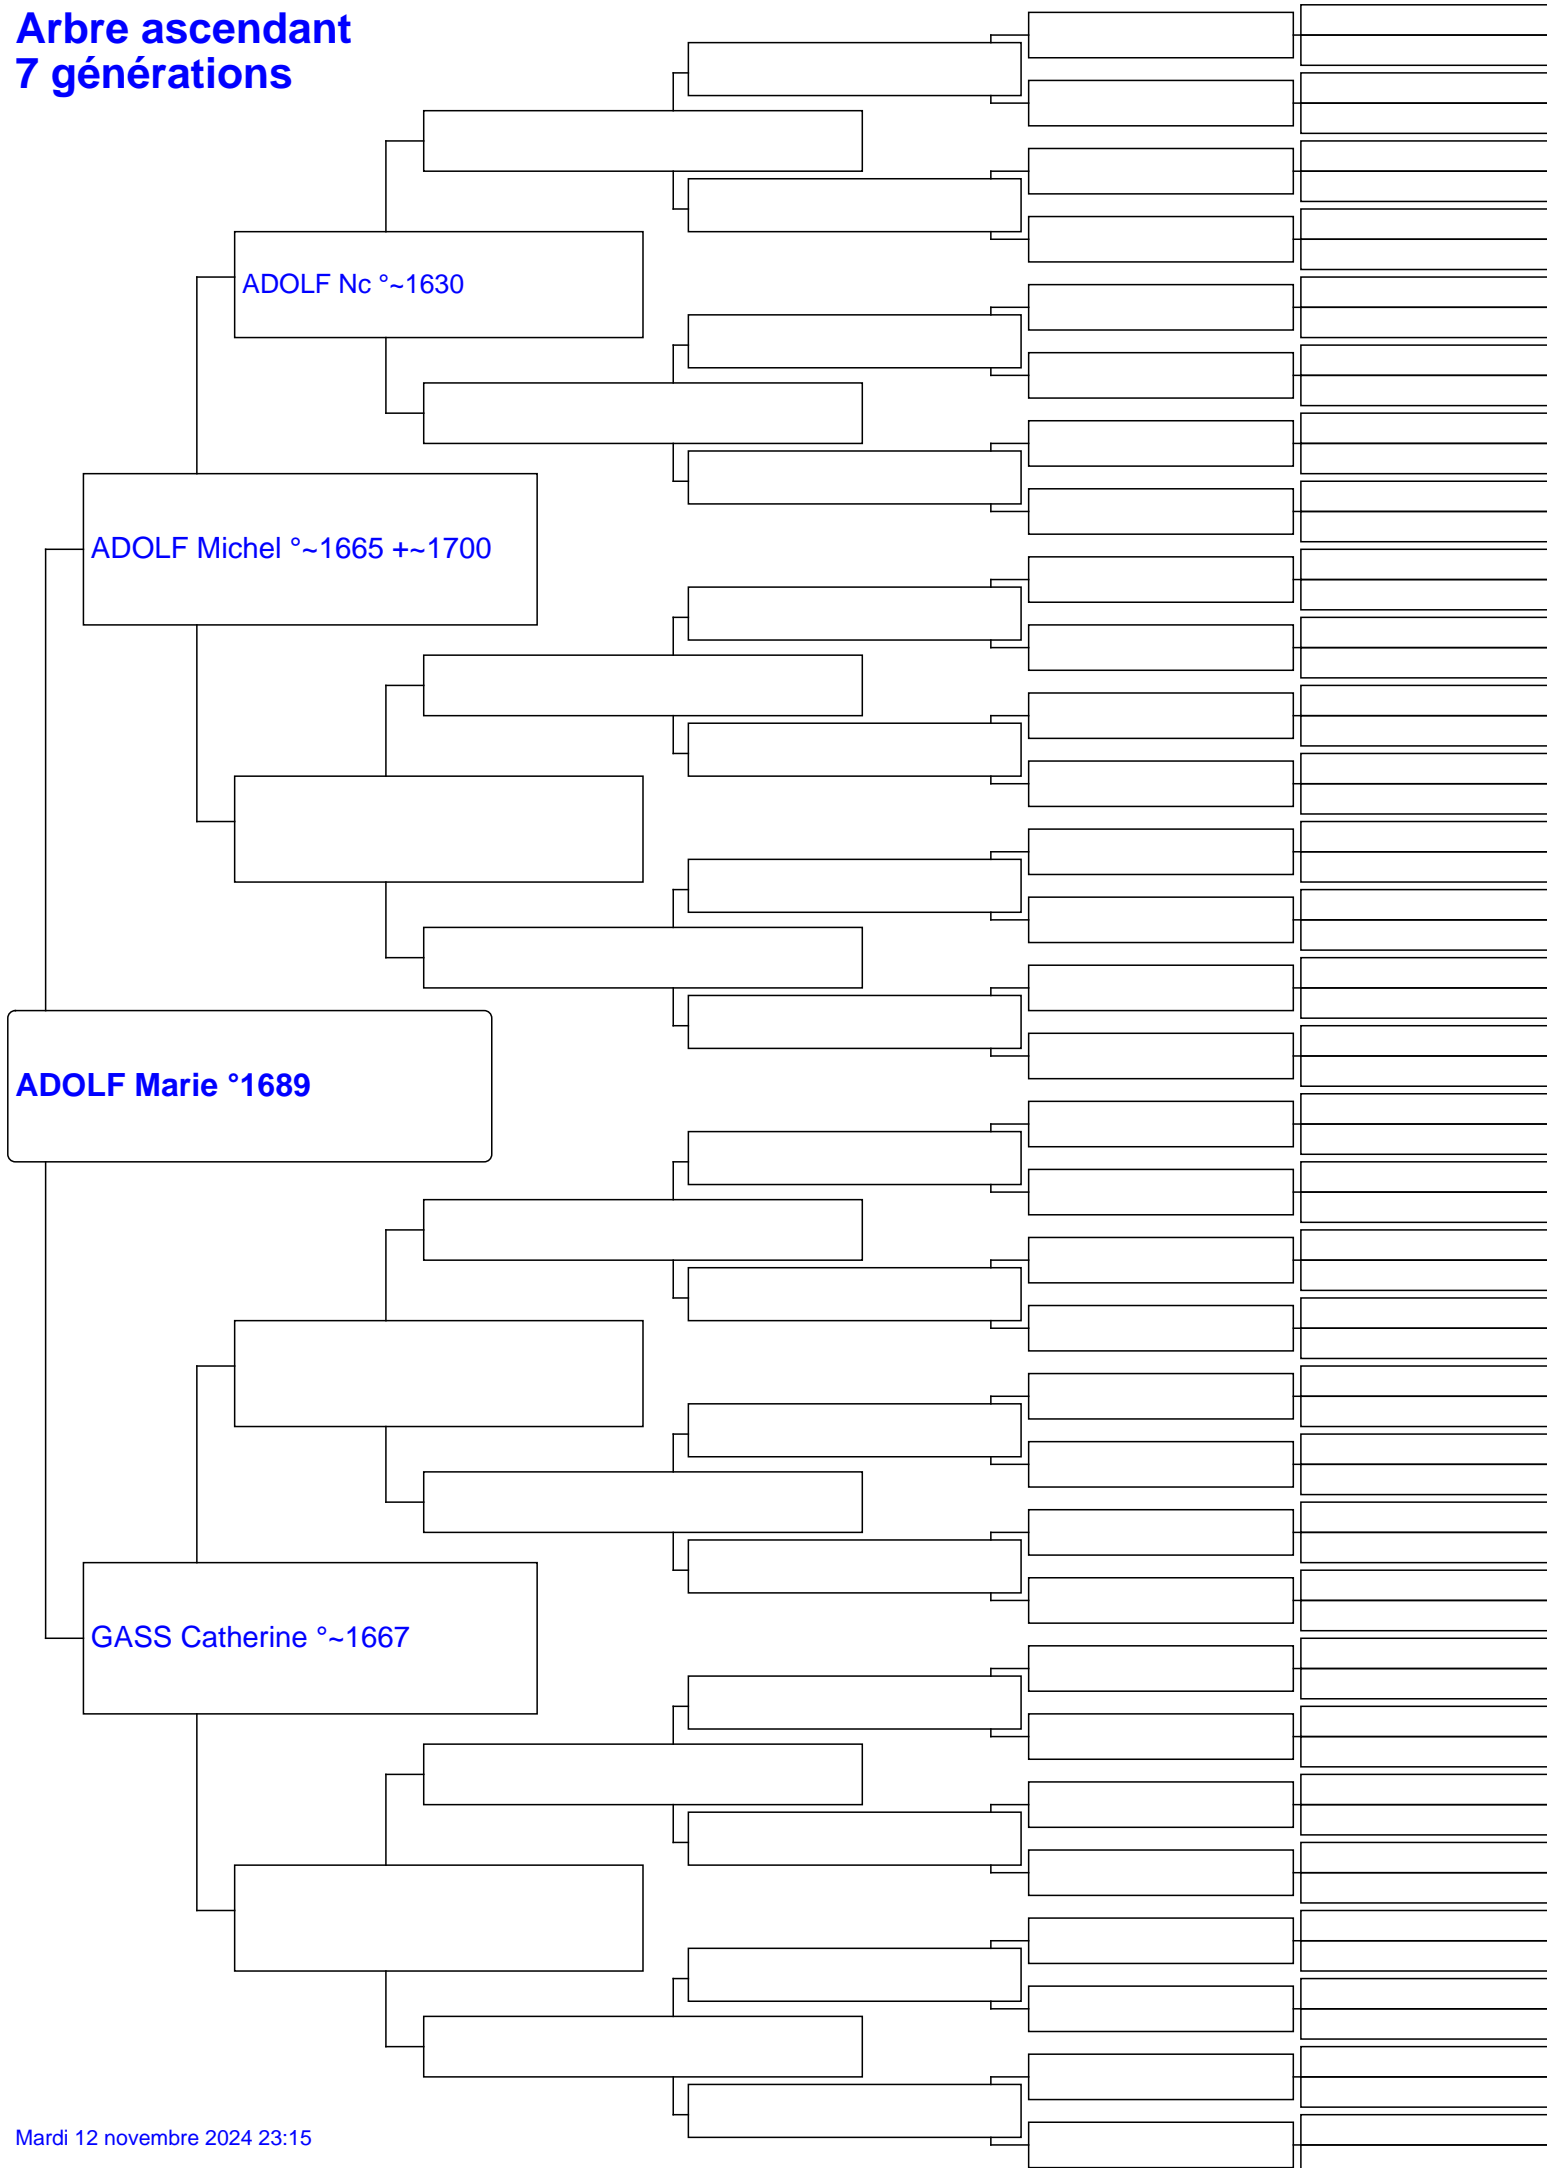 Arbre ascendant
7 générations
ADOLF Nc °~1630
ADOLF Michel °~1665 +~1700
ADOLF Marie °1689
GASS Catherine °~1667
Mardi 12 novembre 2024 23:15